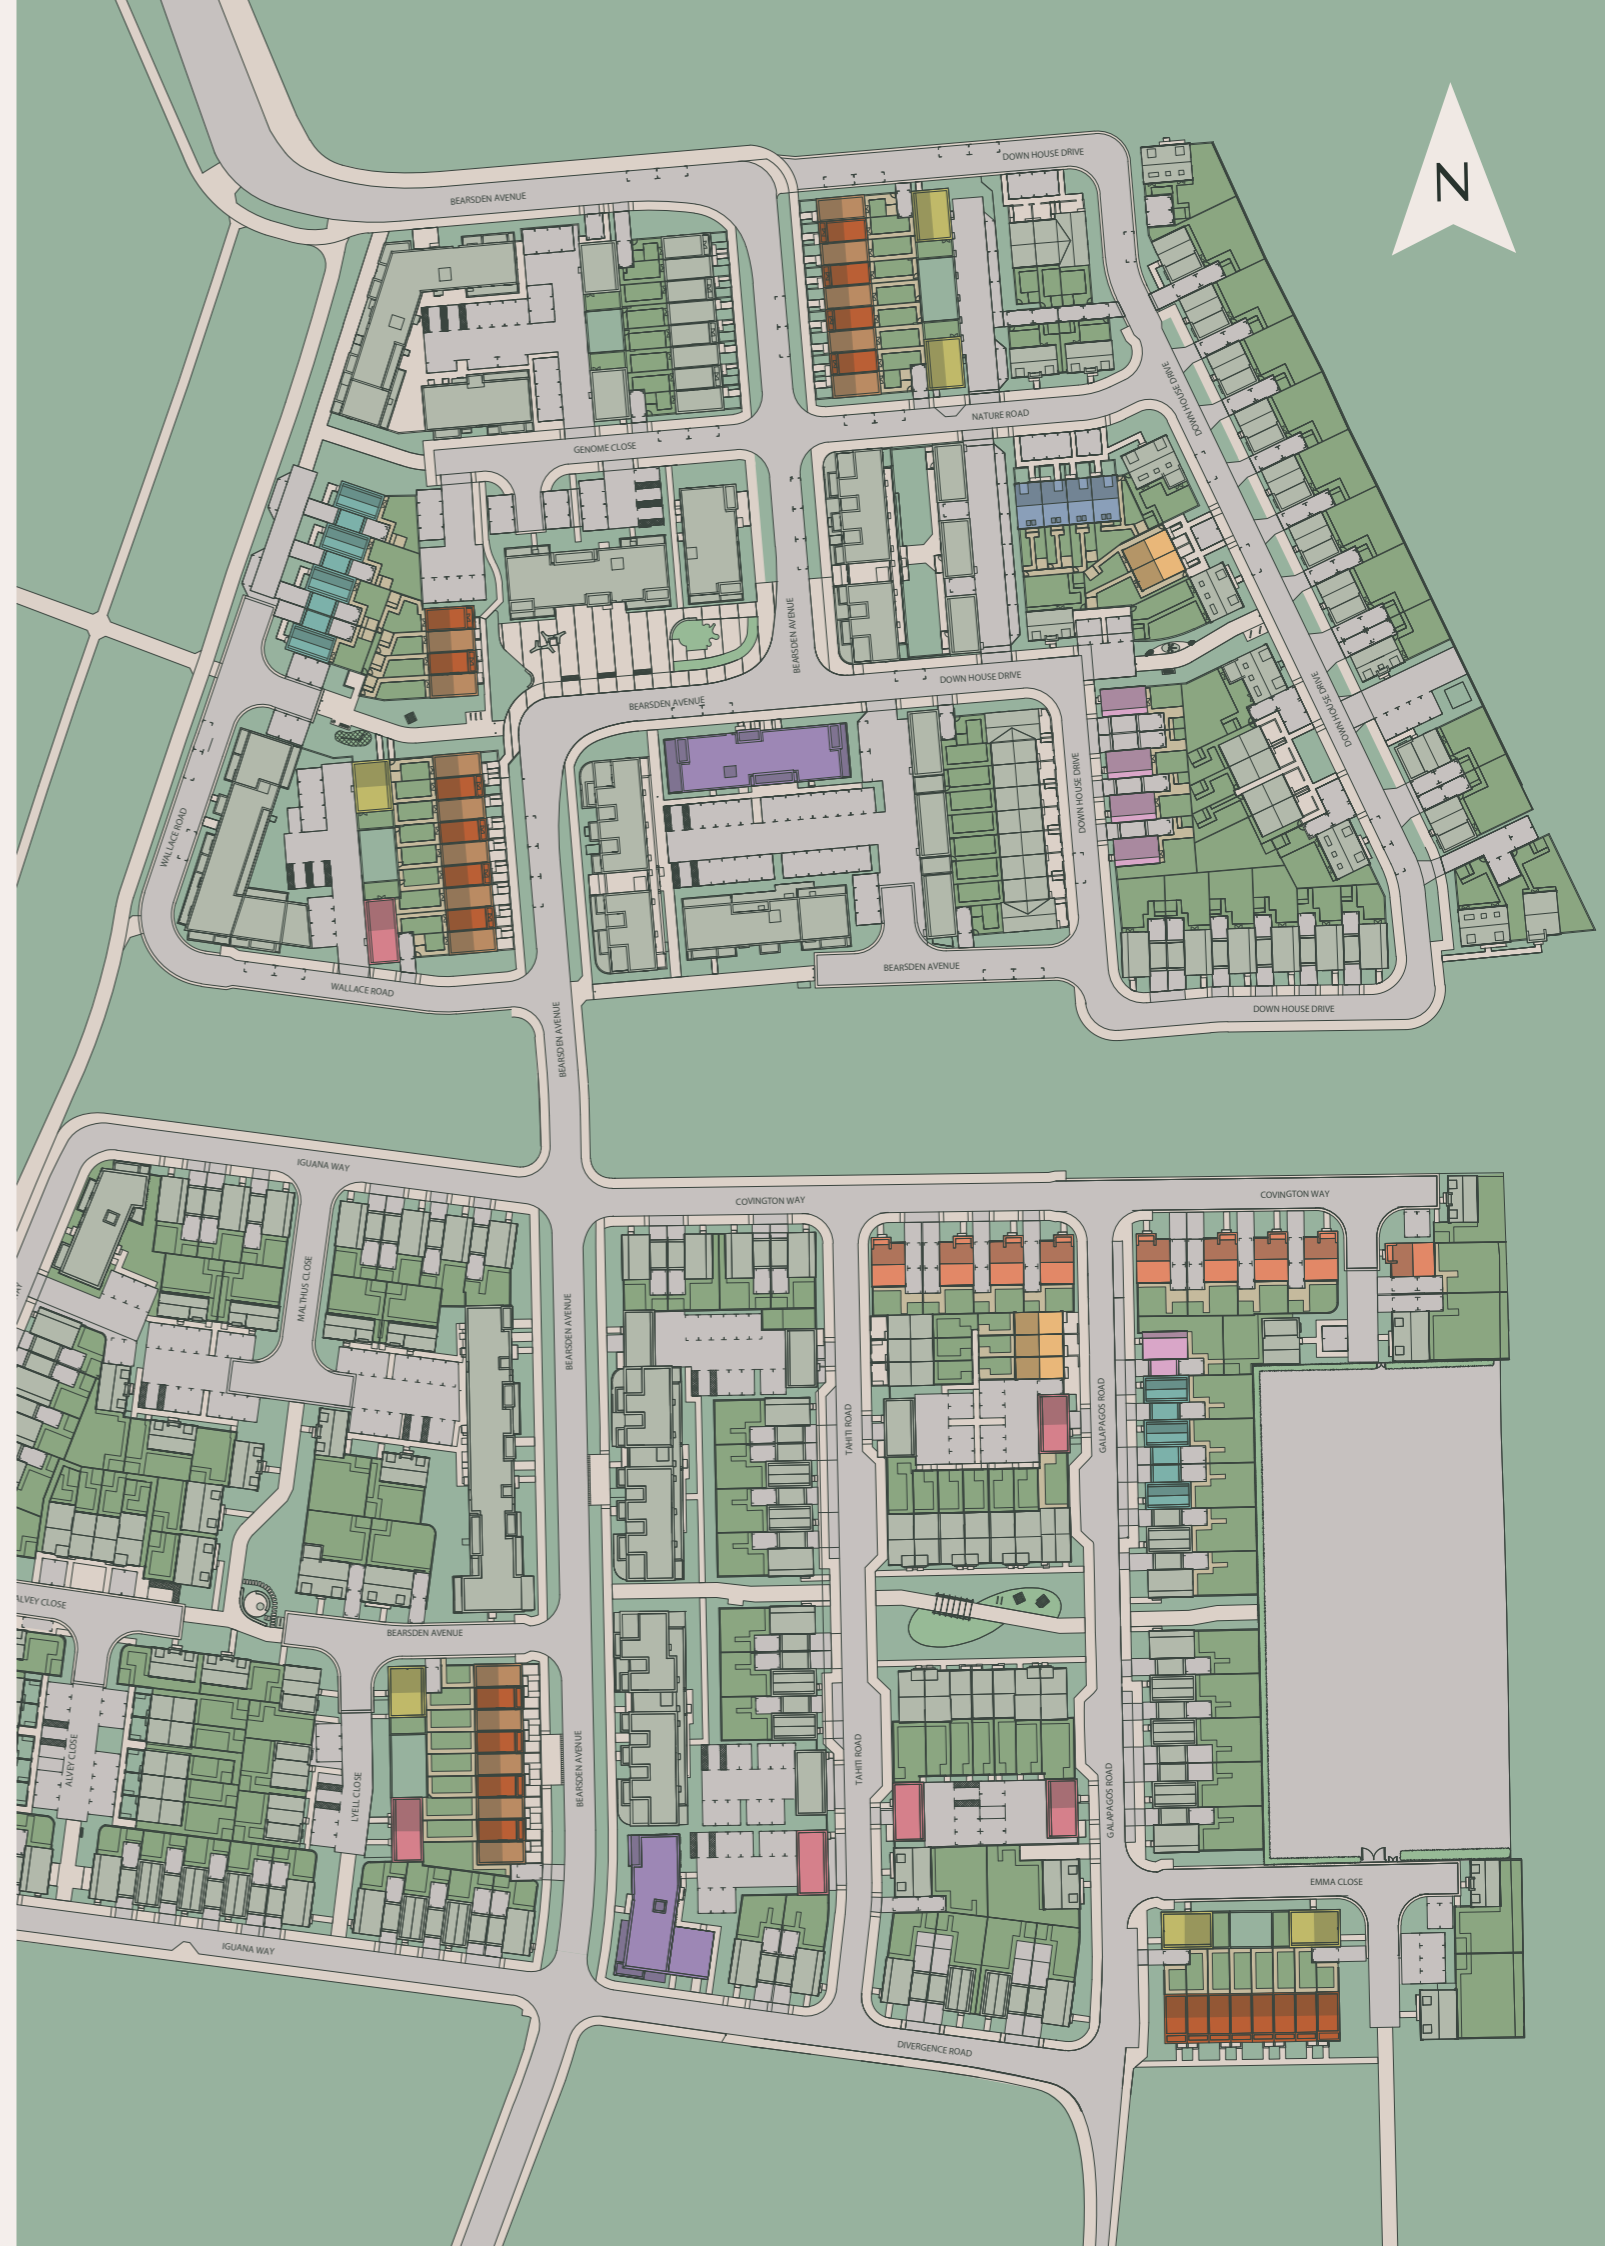 DOWN HOUSE DRIVE
N
BEARSDEN AVENUE
DOWN HOUSE DRIVE
NATURE ROAD
GENOME CLOSE
BEARSDEN AVENUE
DOWN HOUSE DRIVE
BEARSDEN AVENUE
DOWN HOUSE DRIVE
DOWN HOUSE DRIVE
WALLACE ROAD
BEARSDEN AVENUE
WALLACE ROAD
DOWN HOUSE DRIVE
BEARSDEN AVENUE
IGUANA WAY
COVINGTON WAY
COVINGTON WAY
MALTHUS CLOSE
BEARSDEN AVENUE
TAHITI ROAD
GALAPAGOS ROAD
ALVEY CLOSE
BEARSDEN AVENUE
ALVEY CLOSE
LYELL CLOSE
BEARSDEN AVENUE
TAHITI ROAD
GALAPAGOS ROAD
EMMA CLOSE
IGUANA WAY
DIVERGENCE ROAD